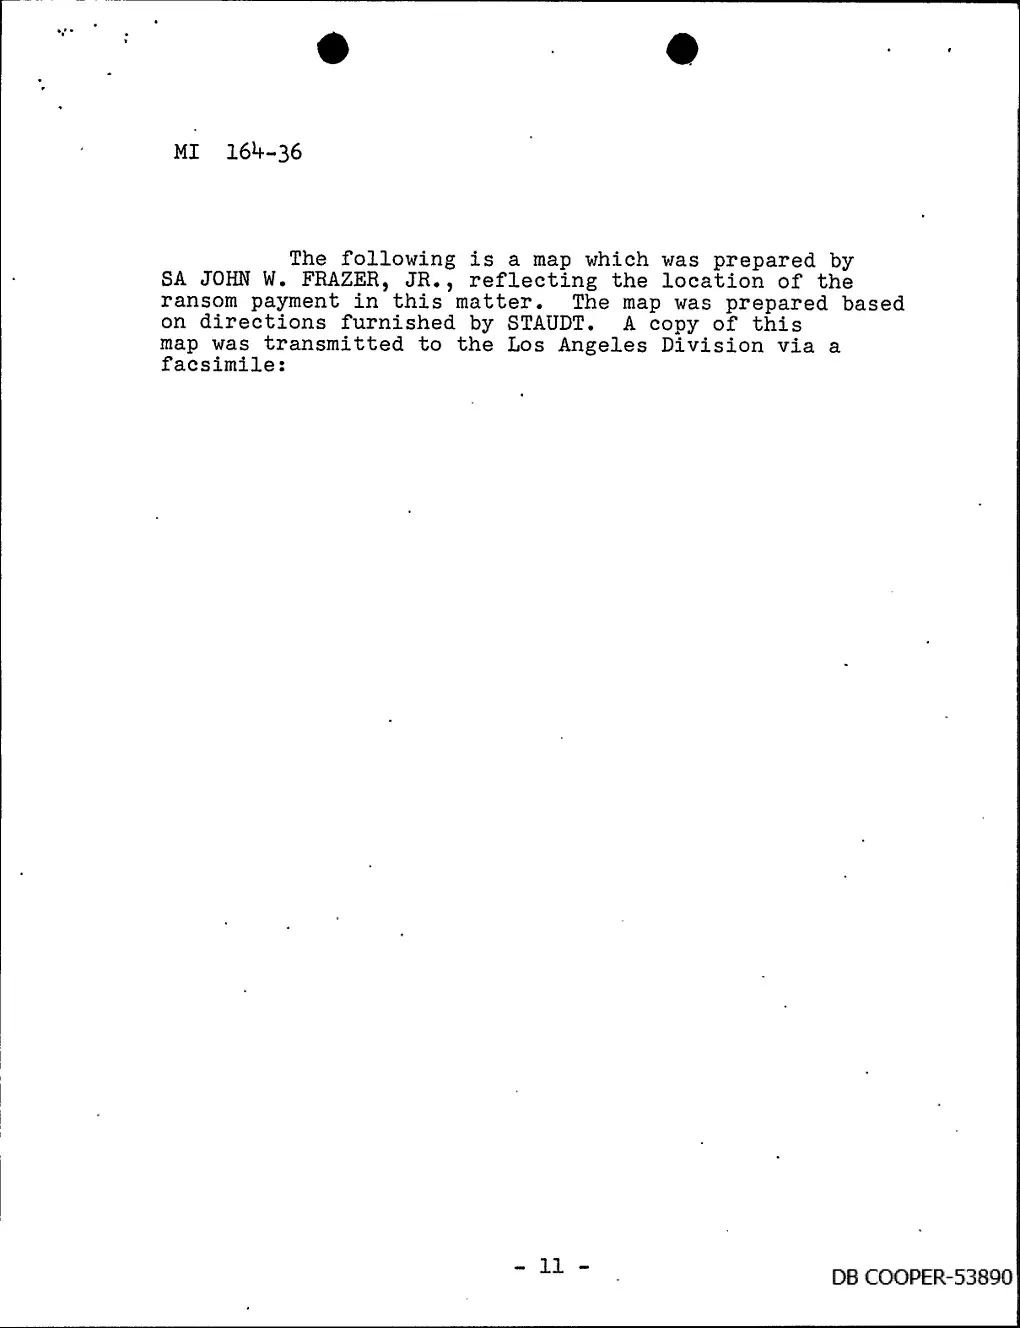 MI 164-36
The following is a map which was prepared by
SA JOHN W. FRAZER, JR., reflecting the location of the
ransom payment in this matter. The map was prepared based
on directions furnished by STAUDT. A copy of this
map was transmitted to the Los Angeles Division via a
facsimile:
- 11 -
DB COOPER-53890